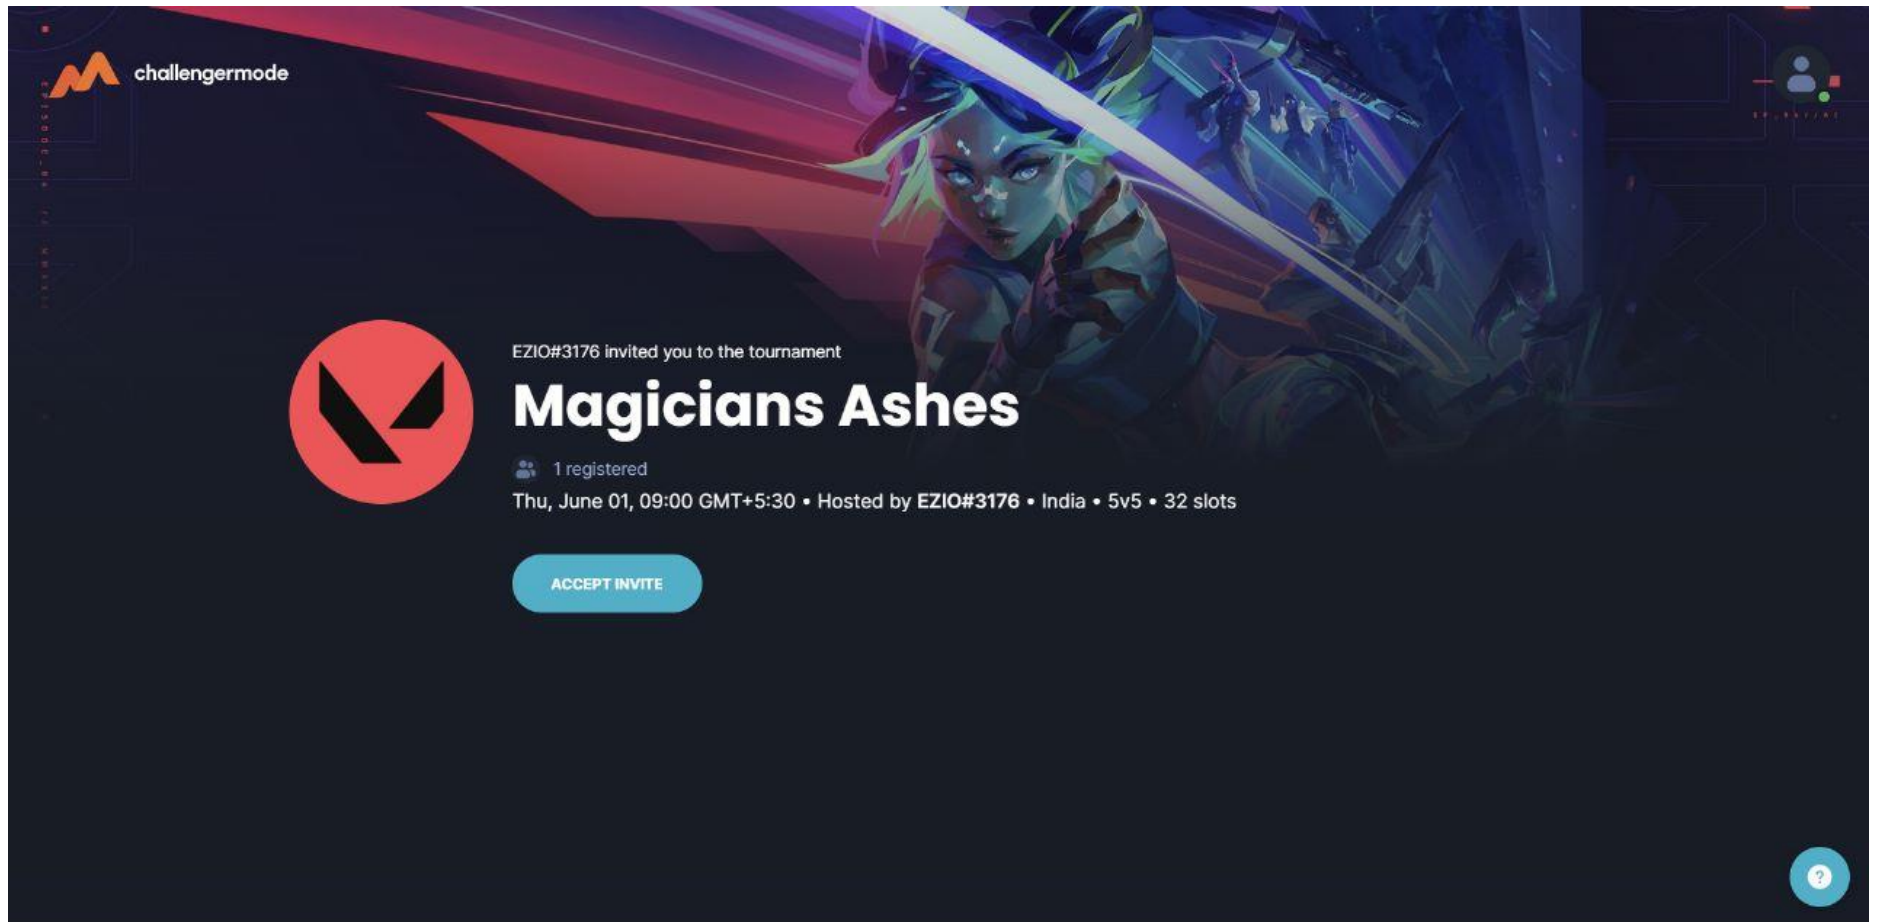 challengermode
EZIO#3176 invited you to the tournament
Magicians Ashes
1 registered
Thu, June 01, 09:00 GMT+5:30 • Hosted by EZIO#3176 • India • 5v5 • 32 slots
ACCEPT INVITE
?